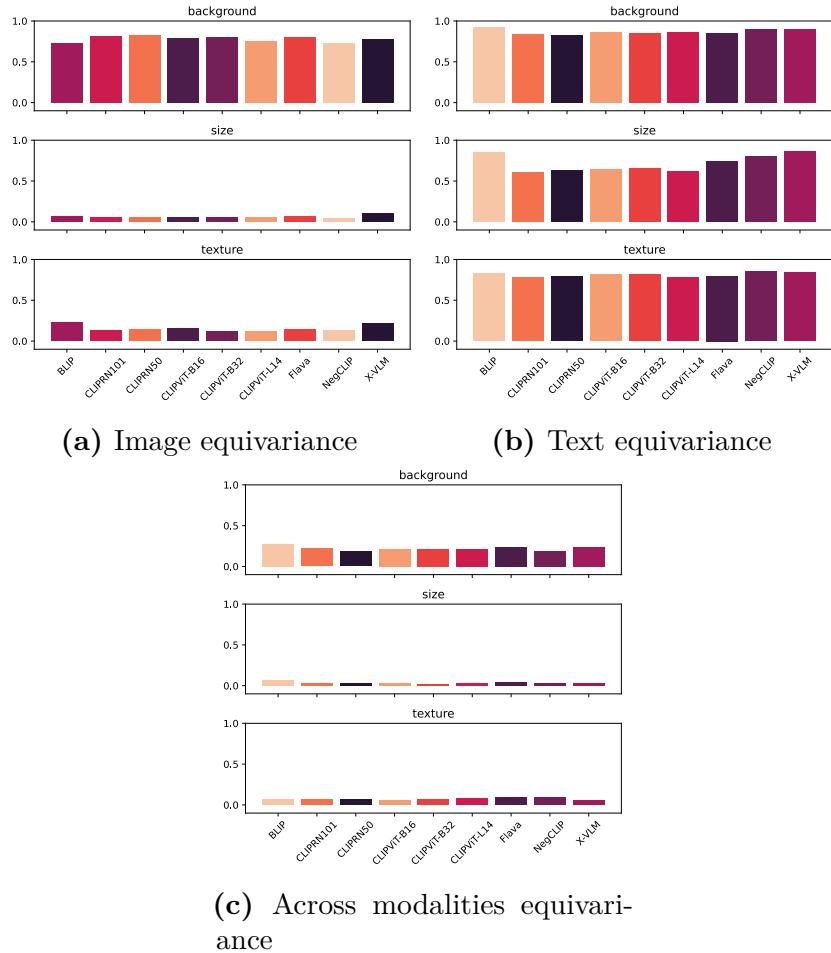 background
1.0
0.5
0.0
size
1.0
0.5
0.0
texture
1.0
0.5
0.0
BLIP
CLIPRN101
CLIPRN50
CLIPViT-B16
CLIPViT-B32
CLIPViT-L14
Flava
NegCLIP
X-VLM
(a) Image equivariance
background
1.0
0.5
0.0
size
1.0
0.5
0.0
texture
1.0
0.5
0.0
BLIP
CLIPRN101
CLIPRN50
CLIPViT-B16
CLIPViT-B32
CLIPViT-L14
Flava
NegCLIP
X-VLM
(b) Text equivariance
background
1.0
0.5
0.0
size
1.0
0.5
0.0
texture
1.0
0.5
0.0
BLIP
CLIPRN101
CLIPRN50
CLIPViT-B16
CLIPViT-B32
CLIPViT-L14
Flava
NegCLIP
X-VLM
(c) Across modalities equivari-
ance